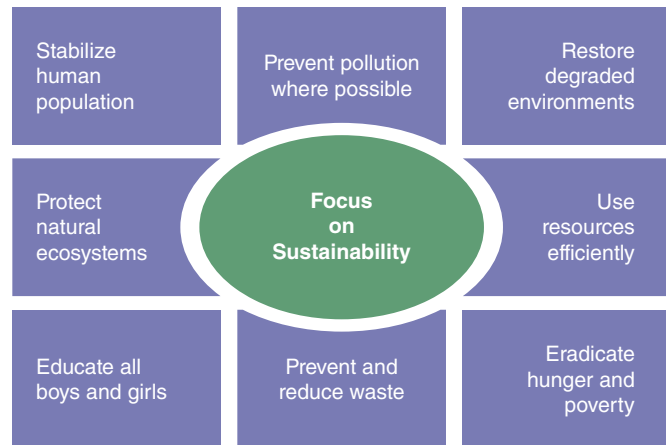 Stabilize
human
population
Prevent pollution
where possible
Restore
degraded
environments
Protect
natural
ecosystems
Focus
on
Sustainability
Use
resources
efficiently
Educate all
boys and girls
Prevent and
reduce waste
Eradicate
hunger and
poverty